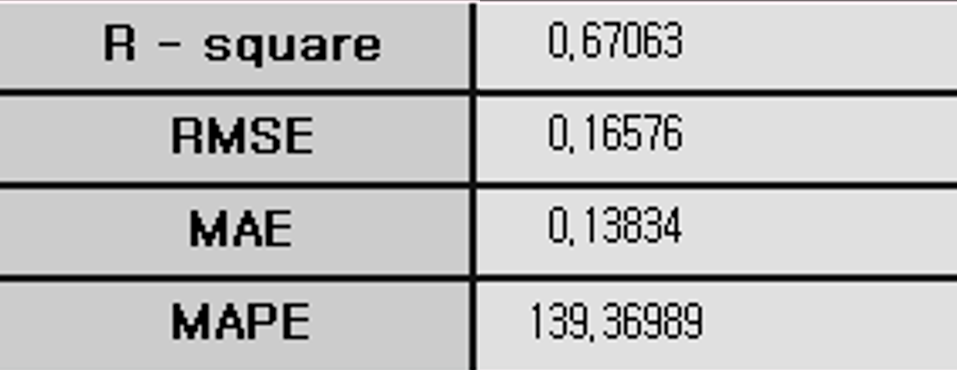 R - square 0.67063
RMSE 0.16576
MAE 0.13834
MAPE 139.36989